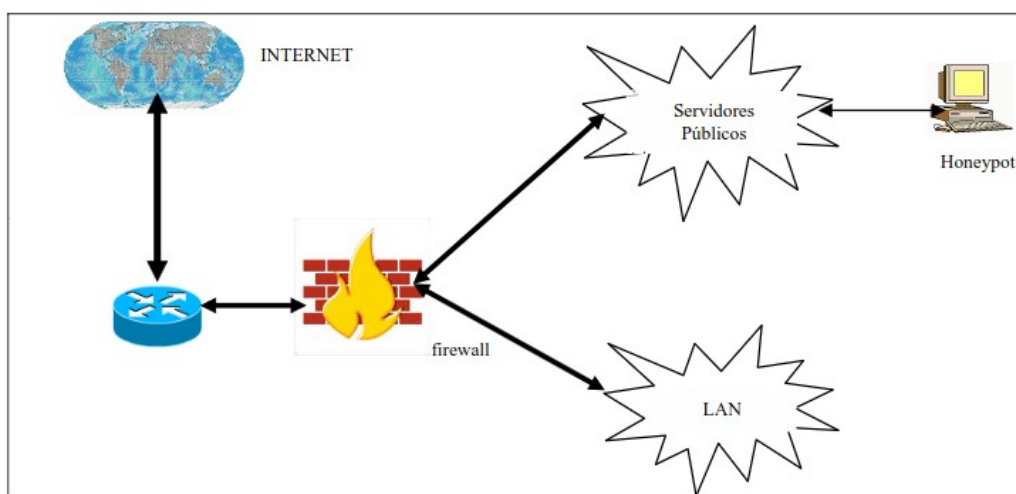 INTERNET
Servidores
Públicos
Honeypot
firewall
LAN